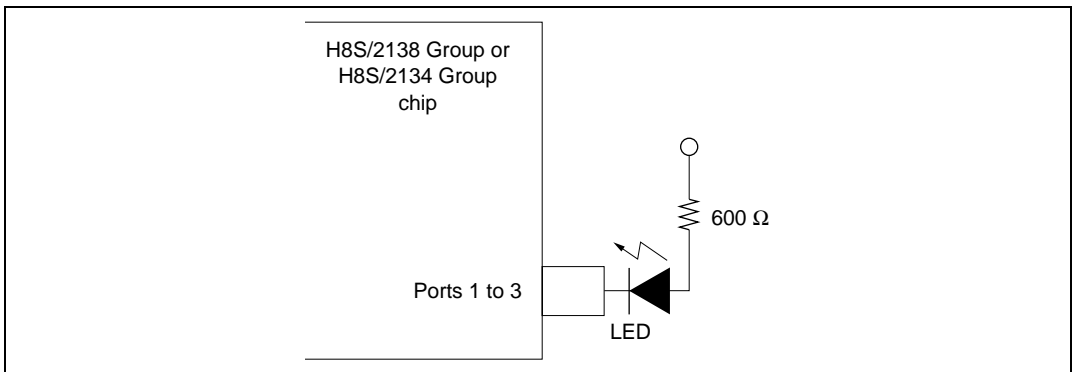 H8S/2138 Group or
H8S/2134 Group
chip
600 Ω
Ports 1 to 3
LED